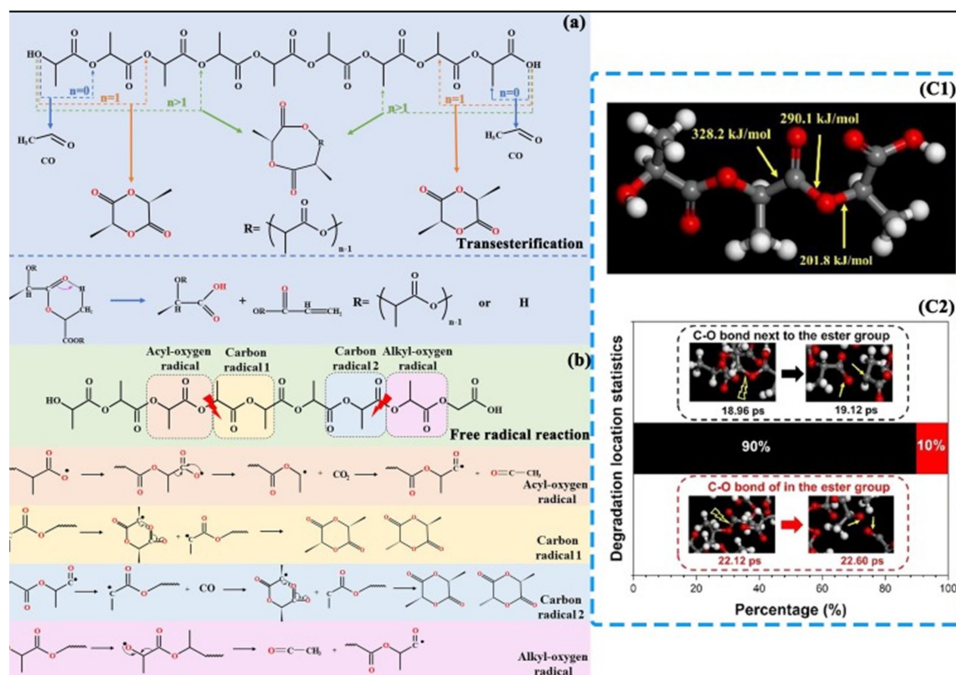 (a)
HO
O
OH
n=0
n=1
n>1
n>1
n=1
n=0
H₃C
O
CO
R
H₃C
O
CO
R=
n-1
Transesterification
OR
H
CH₂
COOR
OR
H
OH
+
RO
CH₂
R=
n-1
or
H
(b)
Acyl-oxygen radical
Carbon radical 1
Carbon radical 2
Alkyl-oxygen radical
HO
OH
Free radical reaction
+
CO₂
+
CH₃
Acyl-oxygen radical
+
Carbon radical 1
+
CO
+
Carbon radical 2
CH₃
+
Alkyl-oxygen radical
(C1)
290.1 kJ/mol
328.2 kJ/mol
201.8 kJ/mol
(C2)
Degradation location statistics
C-O bond next to the ester group
18.96 ps
19.12 ps
90%
10%
C-O bond of in the ester group
22.12 ps
22.60 ps
0
20
40
60
80
100
Percentage (%)